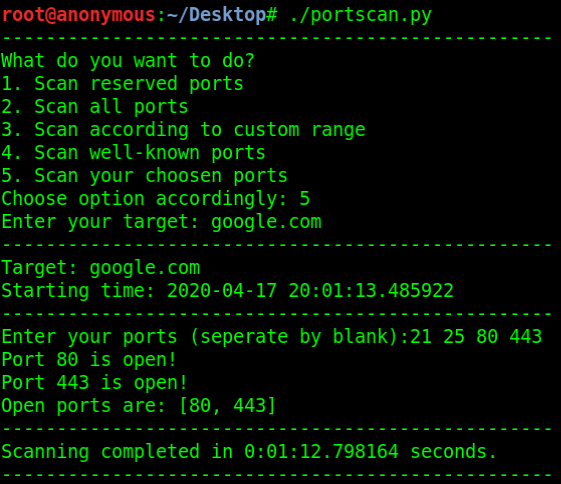 root@anonymous:~/Desktop# ./portscan.py
--------------------------------------------------
What do you want to do?
1. Scan reserved ports
2. Scan all ports
3. Scan according to custom range
4. Scan well-known ports
5. Scan your choosen ports
Choose option accordingly: 5
Enter your target: google.com
--------------------------------------------------
Target: google.com
Starting time: 2020-04-17 20:01:13.485922
--------------------------------------------------
Enter your ports (seperate by blank):21 25 80 443
Port 80 is open!
Port 443 is open!
Open ports are: [80, 443]
--------------------------------------------------
Scanning completed in 0:01:12.798164 seconds.
--------------------------------------------------